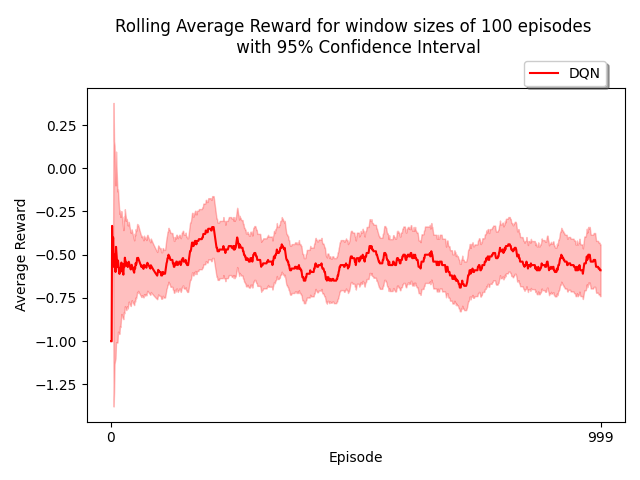 Rolling Average Reward for window sizes of 100 episodes
with 95% Confidence Interval
DQN
0.25
0.00
−0.25
−0.50
−0.75
−1.00
−1.25
Average Reward
0
999
Episode